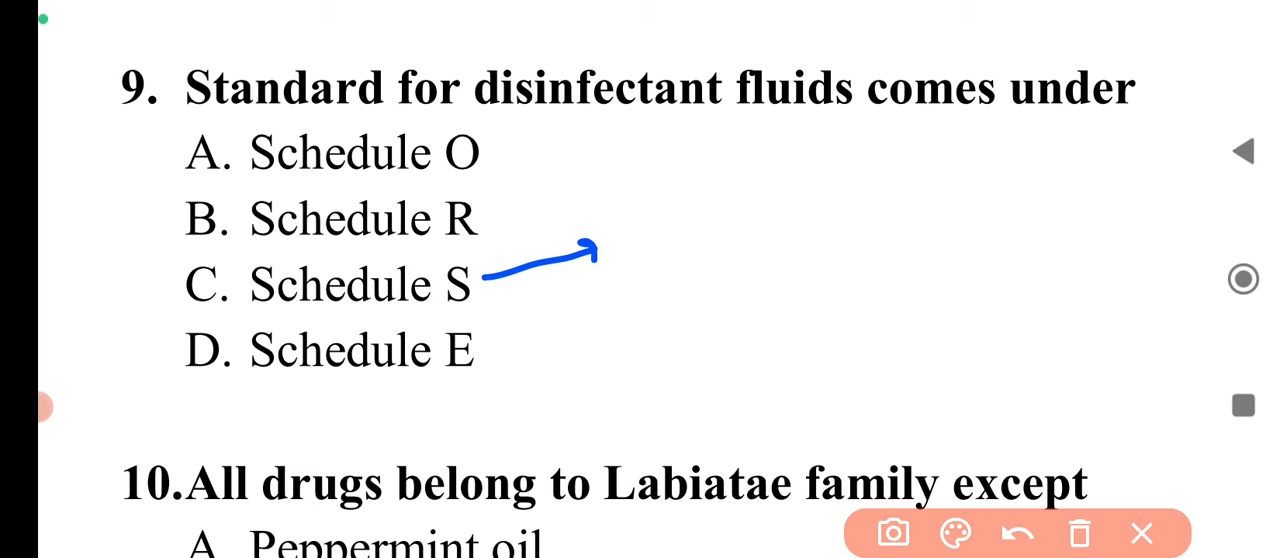 9. Standard for disinfectant fluids comes under
A. Schedule O
B. Schedule R
C. Schedule S
D. Schedule E
10.All drugs belong to Labiatae family except
A. Peppermint oil